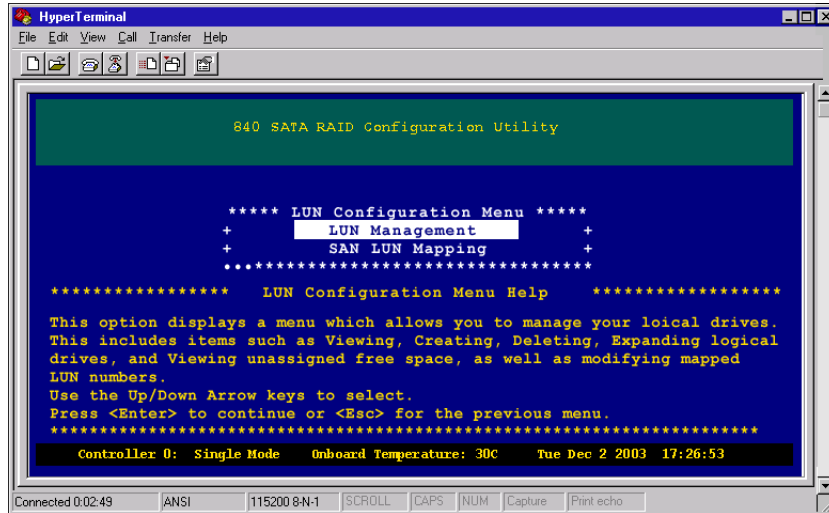 HyperTerminal
File Edit View Call Transfer Help
840 SATA RAID Configuration Utility
***** LUN Configuration Menu *****
+ LUN Management +
+ SAN LUN Mapping +
...**********************************
****************** LUN Configuration Menu Help *******************
This option displays a menu which allows you to manage your loical drives.
This includes items such as Viewing, Creating, Deleting, Expanding logical
drives, and Viewing unassigned free space, as well as modifying mapped
LUN numbers.
Use the Up/Down Arrow keys to select.
Press <Enter> to continue or <Esc> for the previous menu.
************************************************************************
Controller 0: Single Mode Onboard Temperature: 30C Tue Dec 2 2003 17:26:53
Connected 0:02:49 ANSI 115200 8-N-1 SCROLL CAPS NUM Capture Print echo